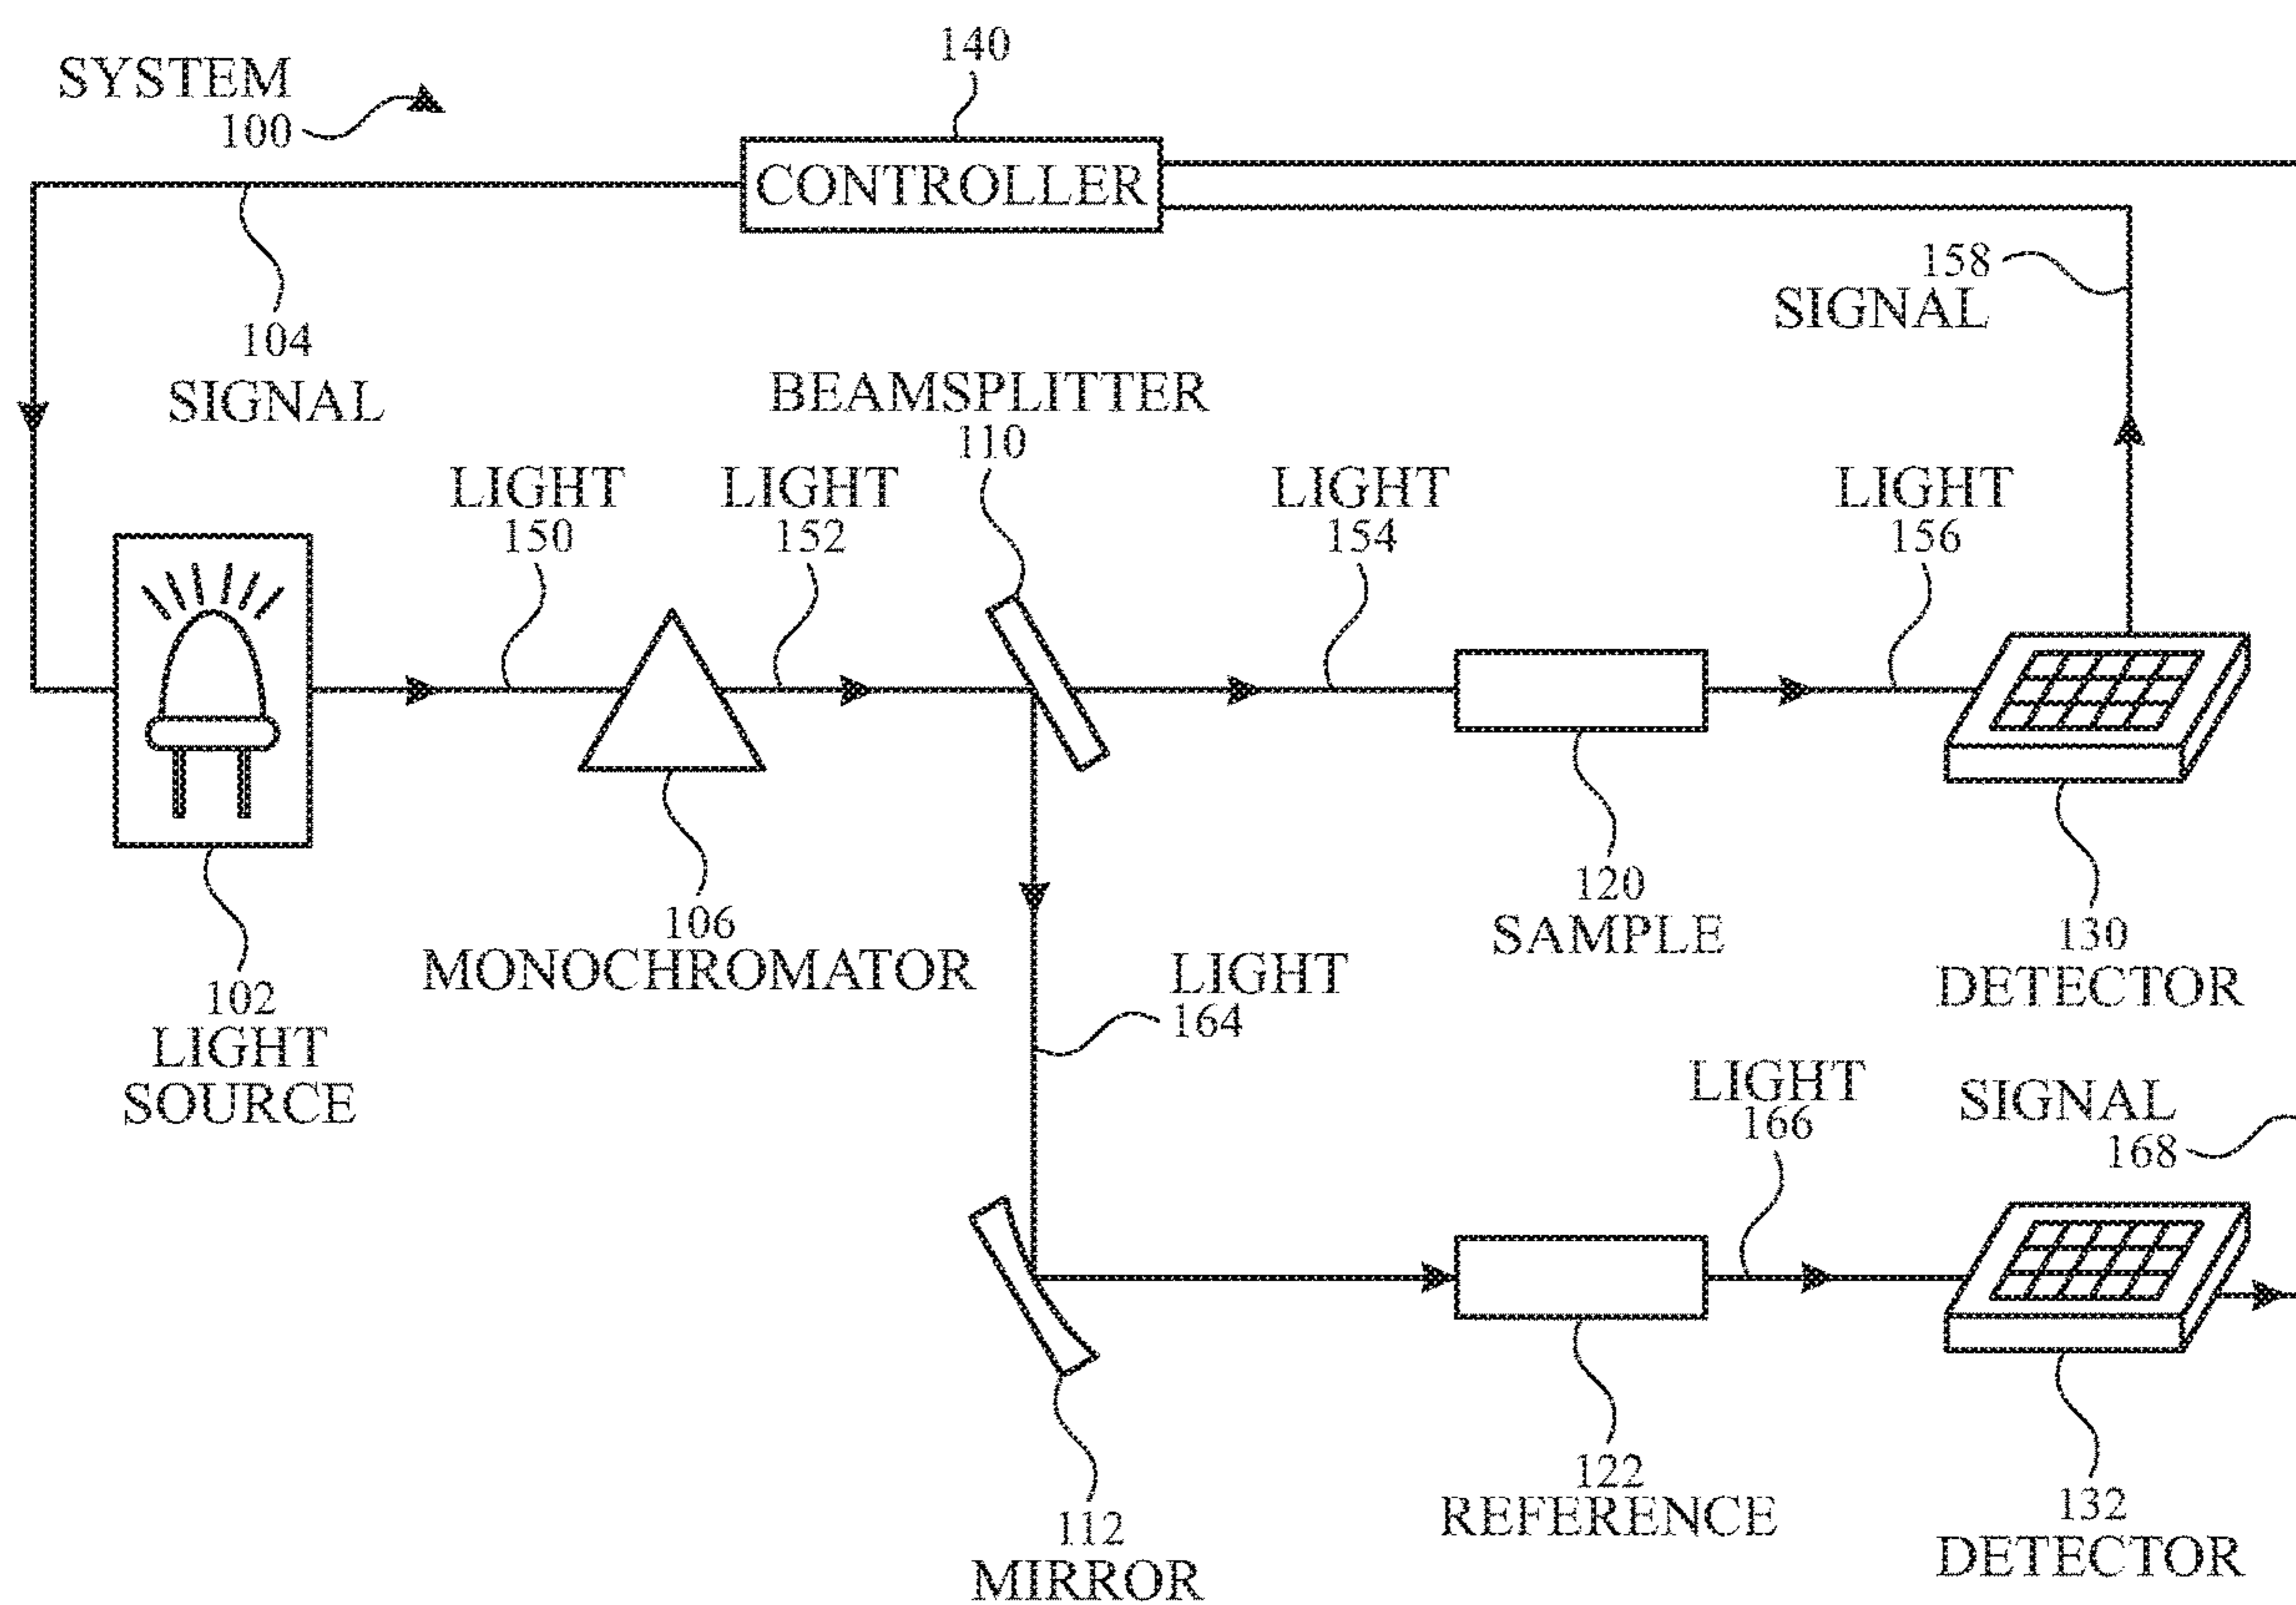 SYSTEM
100
140
CONTROLLER
104
SIGNAL
158
SIGNAL
BEAMSPLITTER
110
LIGHT
150
LIGHT
152
LIGHT
154
LIGHT
156
102
LIGHT
SOURCE
106
MONOCHROMATOR
120
SAMPLE
130
DETECTOR
LIGHT
164
LIGHT
166
SIGNAL
168
112
MIRROR
122
REFERENCE
132
DETECTOR